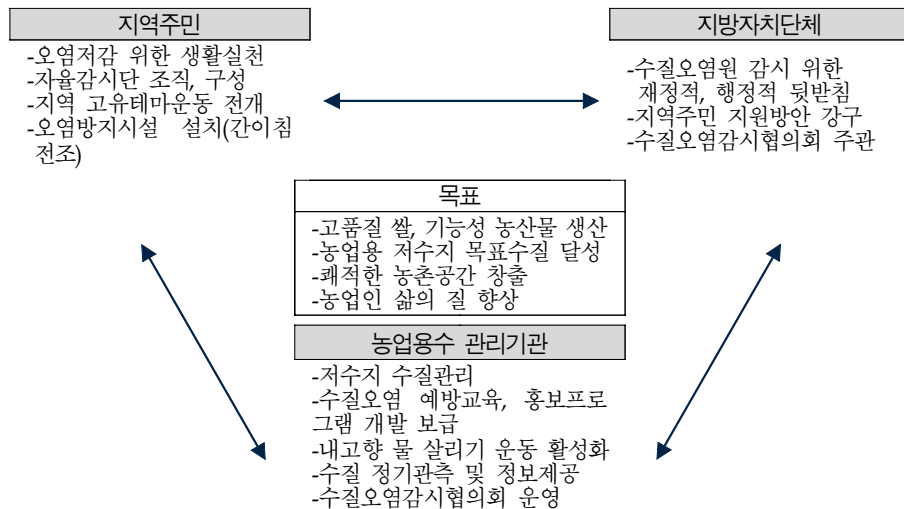 지역주민
-오염저감 위한 생활실천
-자율감시단 조직, 구성
-지역 고유테마운동 전개
-오염방지시설 설치(간이침
전조)
지방자치단체
-수질오염원 감시 위한
재정적, 행정적 뒷받침
-지역주민 지원방안 강구
-수질오염감시협의회 주관
목표
-고품질 쌀, 기능성 농산물 생산
-농업용 저수지 목표수질 달성
-쾌적한 농촌공간 창출
-농업인 삶의 질 향상
농업용수 관리기관
-저수지 수질관리
-수질오염 예방교육, 홍보프로
그램 개발 보급
-내고향 물 살리기 운동 활성화
-수질 정기관측 및 정보제공
-수질오염감시협의회 운영